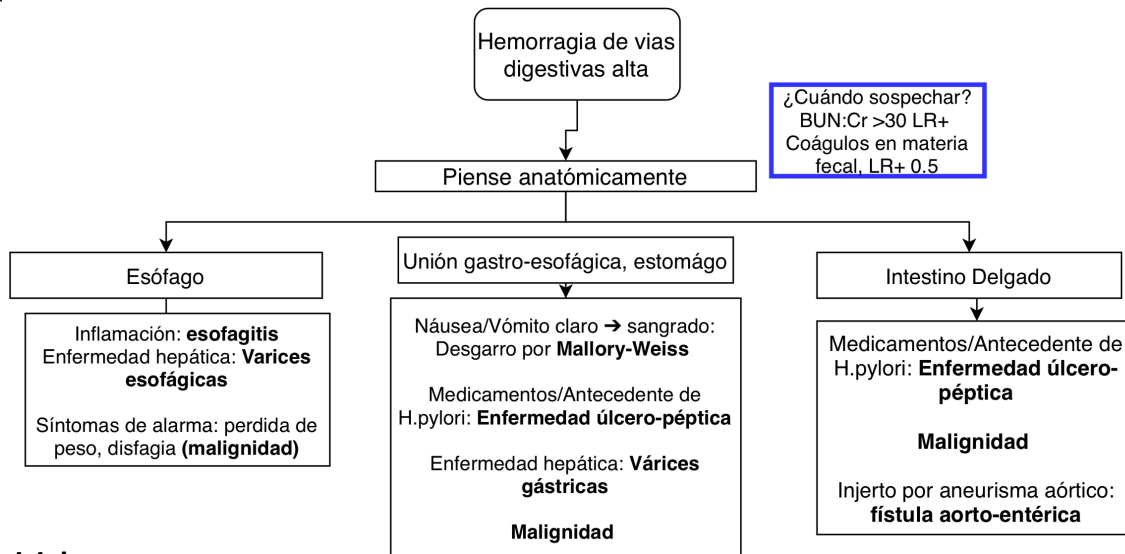 Hemorragia de vias
digestivas alta
¿Cuándo sospechar?
BUN:Cr >30 LR+
Coágulos en materia
fecal, LR+ 0.5
Piense anatómicamente
Esófago
Inflamación: esofagitis
Enfermedad hepática: Varices
esofágicas
Síntomas de alarma: perdida de
peso, disfagia (malignidad)
Unión gastro-esofágica, estomágo
Náusea/Vómito claro ➔ sangrado:
Desgarro por Mallory-Weiss
Medicamentos/Antecedente de
H.pylori: Enfermedad úlcero-péptica
Enfermedad hepática: Várices
gástricas
Malignidad
Intestino Delgado
Medicamentos/Antecedente de
H.pylori: Enfermedad úlcero-
péptica
Malignidad
Injerto por aneurisma aórtico:
fístula aorto-entérica